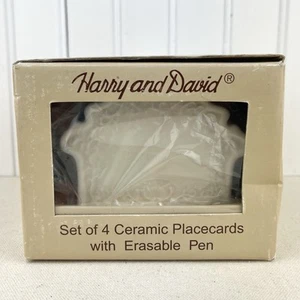 Harry and David®
Set of 4 Ceramic Placecards
with Erasable Pen